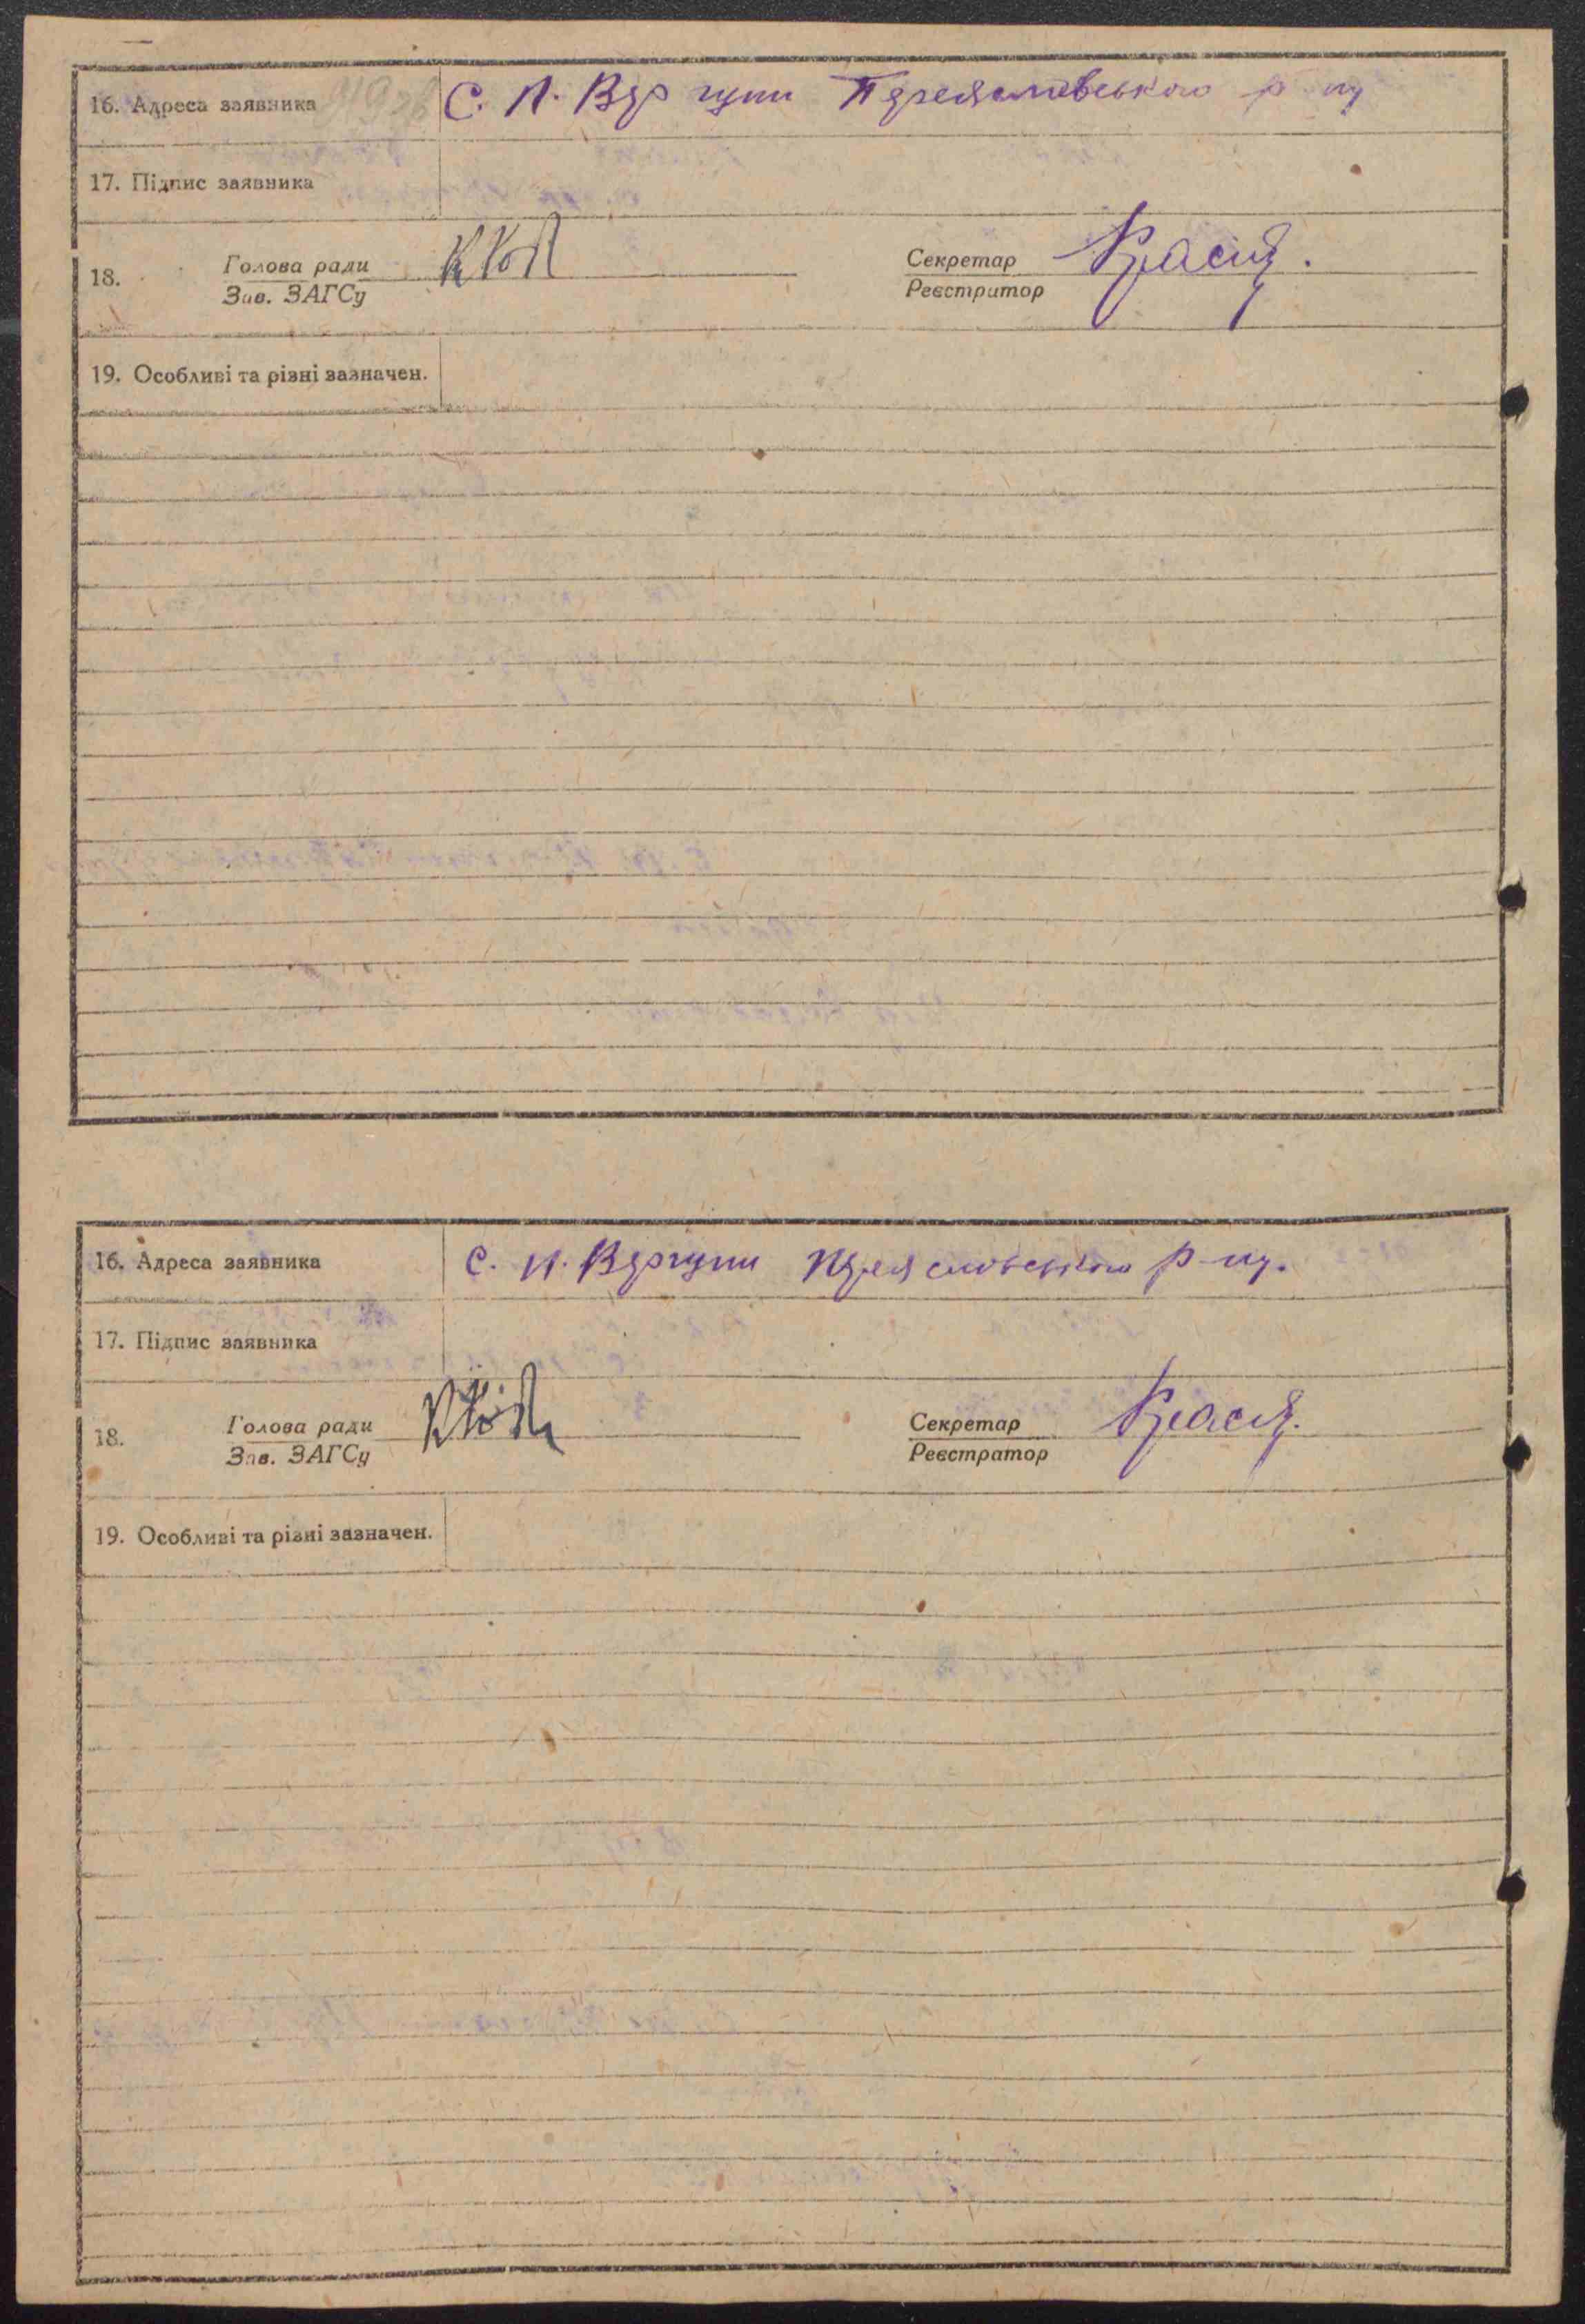 16. Адреса заявника С. П. Вергуни Переяславського р-ну
17. Підпис заявника
18. Голова ради Секретар
Зав. ЗАГСу Реєстратор
19. Особливі та різні зазначен.
16. Адреса заявника с. П. Вергуни Переяславського р-ну.
17. Підпис заявника
18. Голова ради Секретар
Зав. ЗАГСу Реєстратор
19. Особливі та різні зазначен.